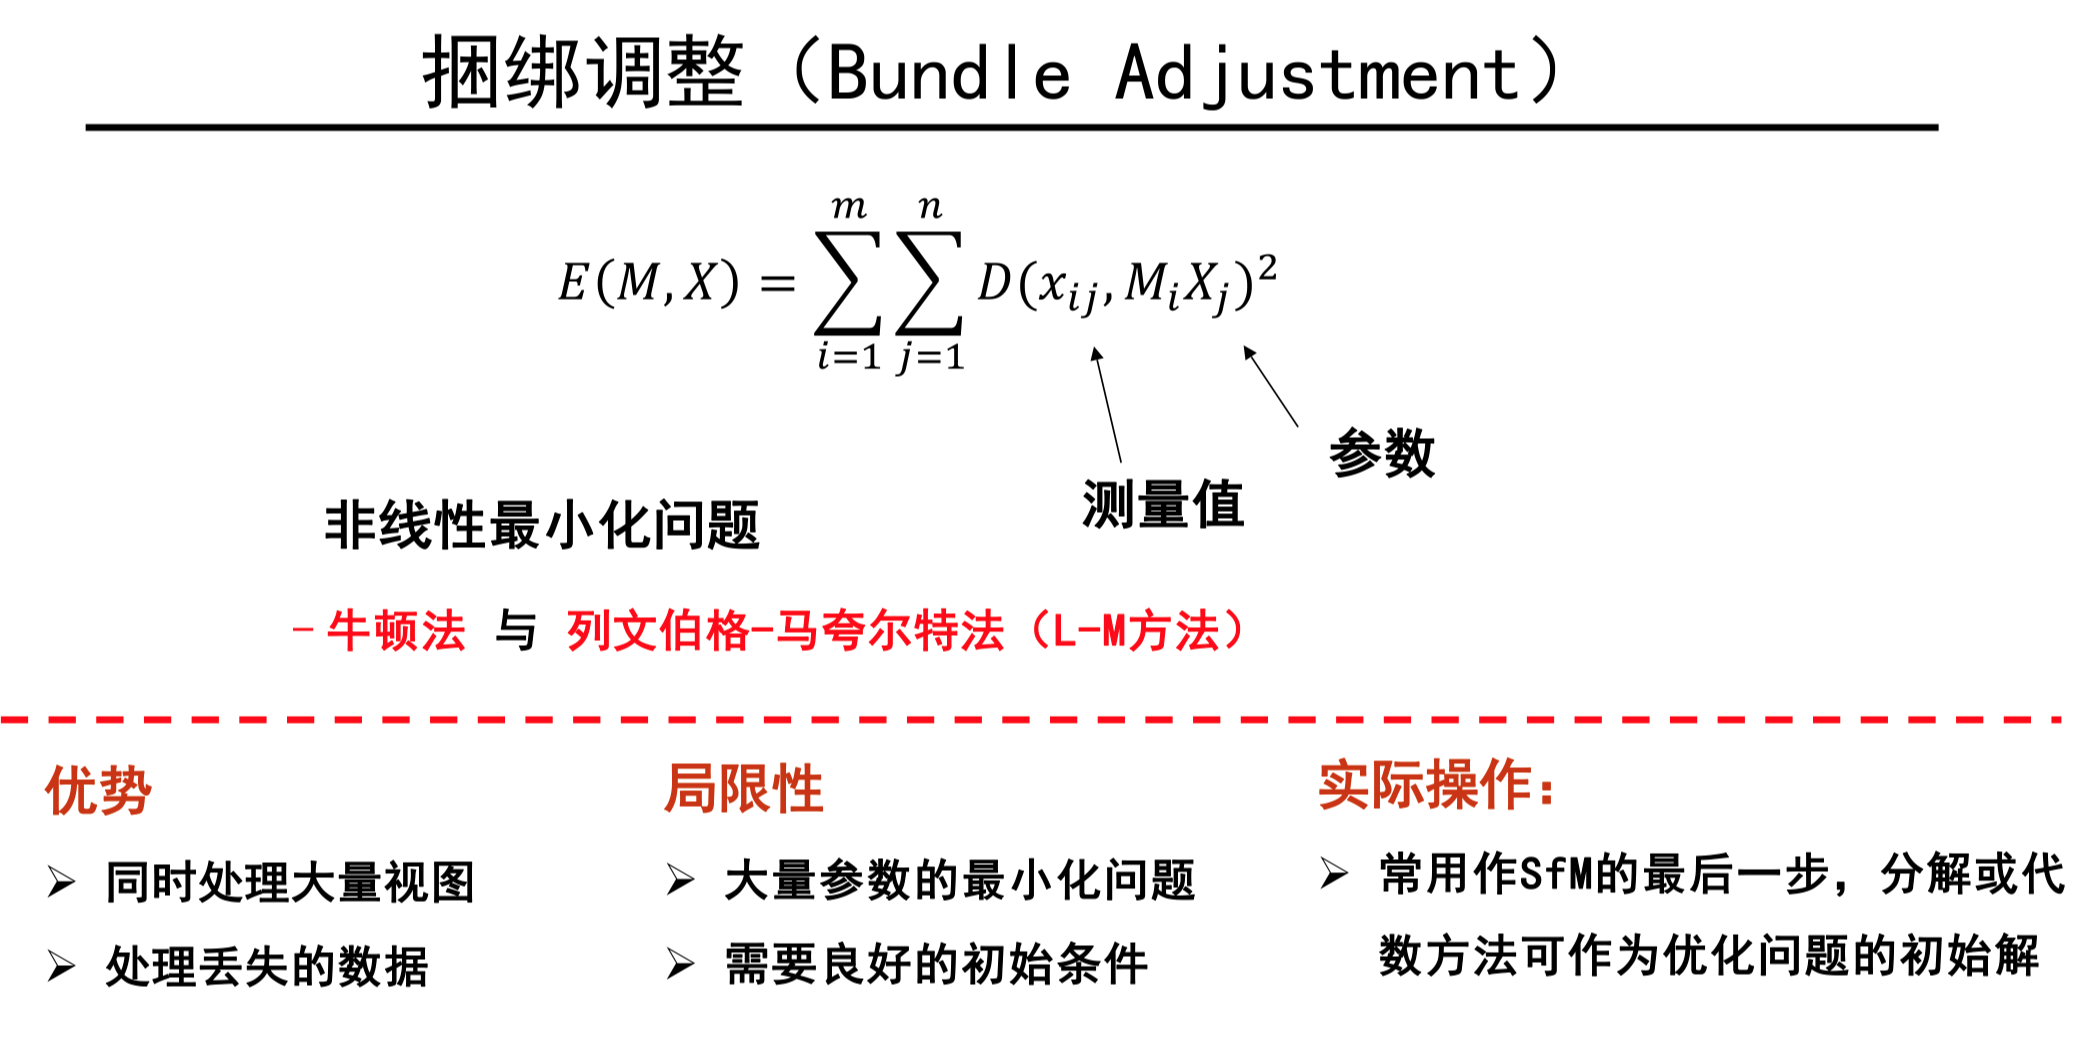 捆绑调整（Bundle Adjustment）
E(M,X) = \sum_{i=1}^{m} \sum_{j=1}^{n} D(x_{ij}, M_i X_j)^2
参数
测量值
非线性最小化问题
-牛顿法 与 列文伯格-马夸尔特法（L-M方法）
优势
➢ 同时处理大量视图
➢ 处理丢失的数据
局限性
➢ 大量参数的最小化问题
➢ 需要良好的初始条件
实际操作：
➢ 常用作SfM的最后一步，分解或代
数方法可作为优化问题的初始解